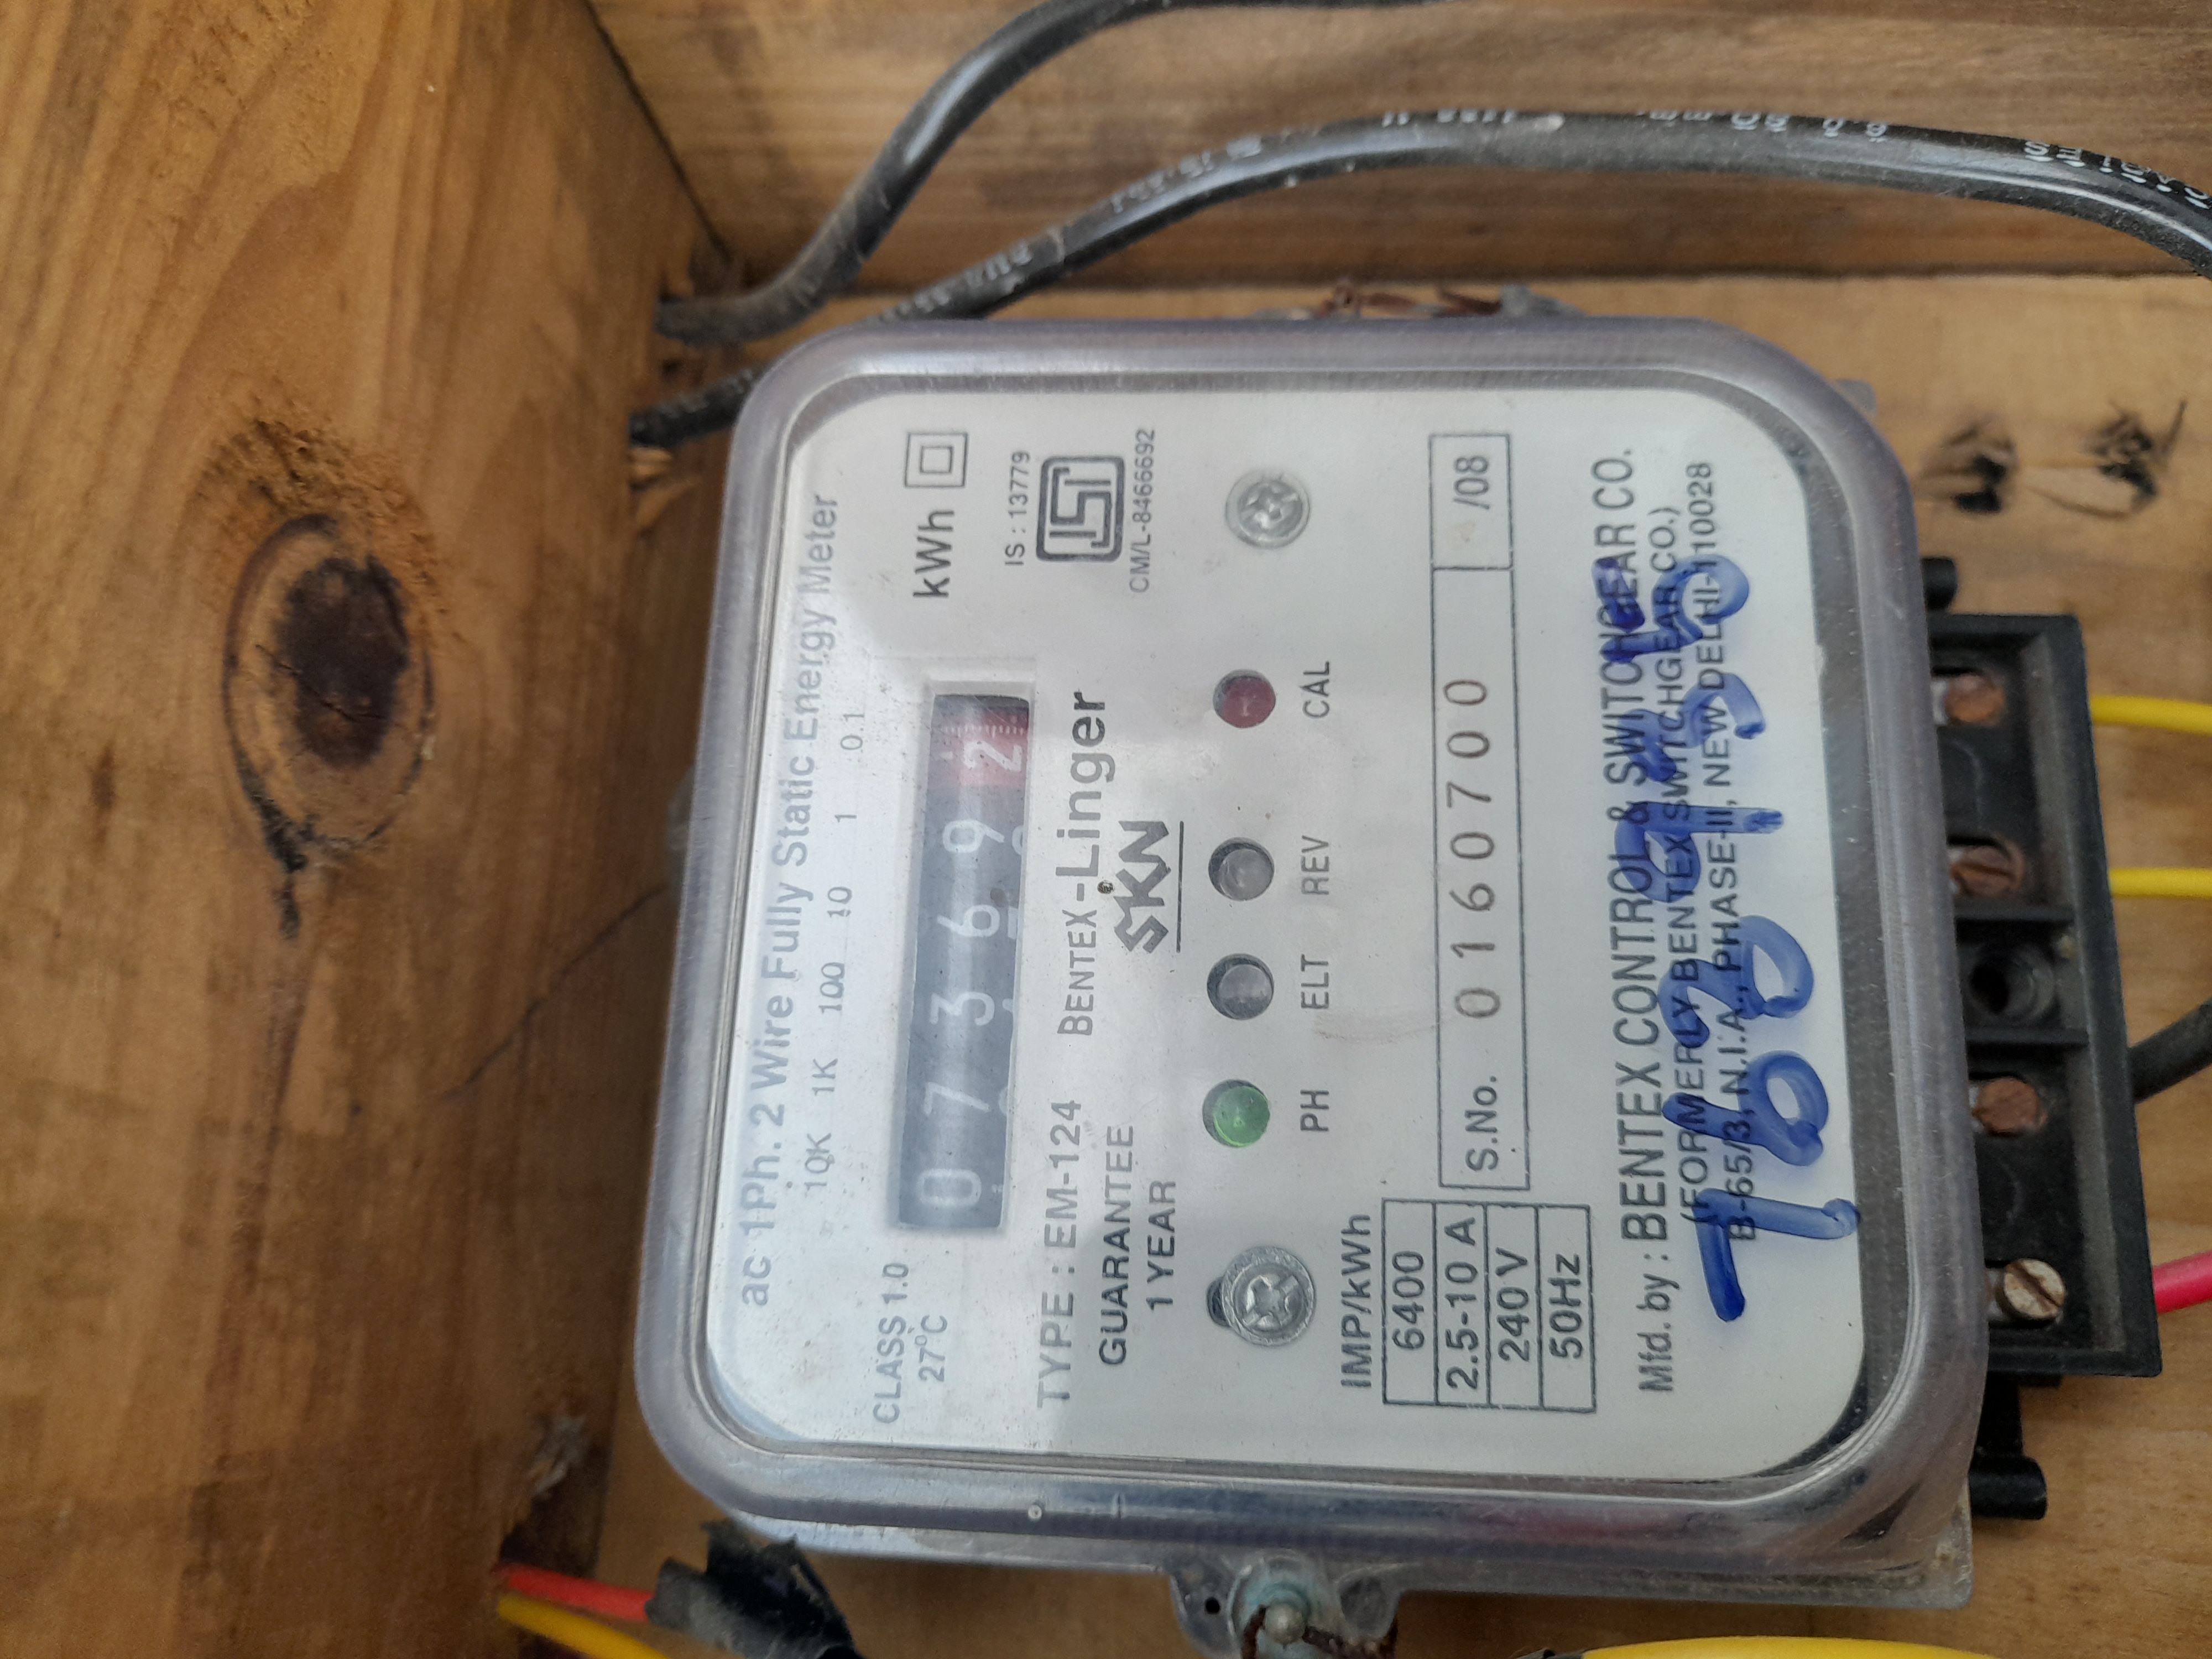 ac 1Ph. 2 Wire Fully Static Energy Meter
10K 1K 100 10 1 0.1
CLASS 1.0
27°C
0 7 3 6 9 2
kWh
TYPE : EM-124 BENTEX-Linger
GUARANTEE
1 YEAR
SKN
IS : 13779
ISI
CM/L-8466692
PH ELT REV CAL
IMP/kWh
6400
2.5-10 A
240V
50Hz
S.No. 0160700 /08
Mfd. by : BENTEX CONTROL & SWITCHGEAR CO.
(FORMERLY BENTEX SWITCHGEAR CO.)
B-65/3, N.I.A., PHASE-II, NEW DELHI-110028